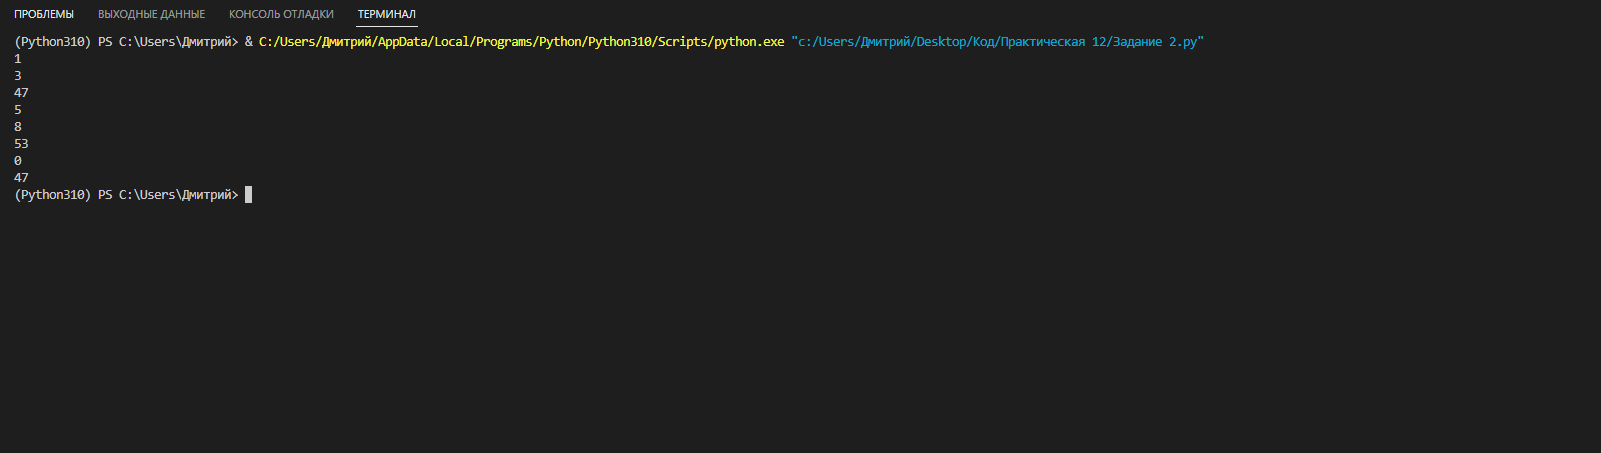 ПРОБЛЕМЫ ВЫХОДНЫЕ ДАННЫЕ КОНСОЛЬ ОТЛАДКИ ТЕРМИНАЛ
(Python310) PS C:\Users\Дмитрий> & C:/Users/Дмитрий/AppData/Local/Programs/Python/Python310/Scripts/python.exe "c:/Users/Дмитрий/Desktop/Код/Практическая 12/Задание 2.py"
1
3
47
5
8
53
0
47
(Python310) PS C:\Users\Дмитрий>